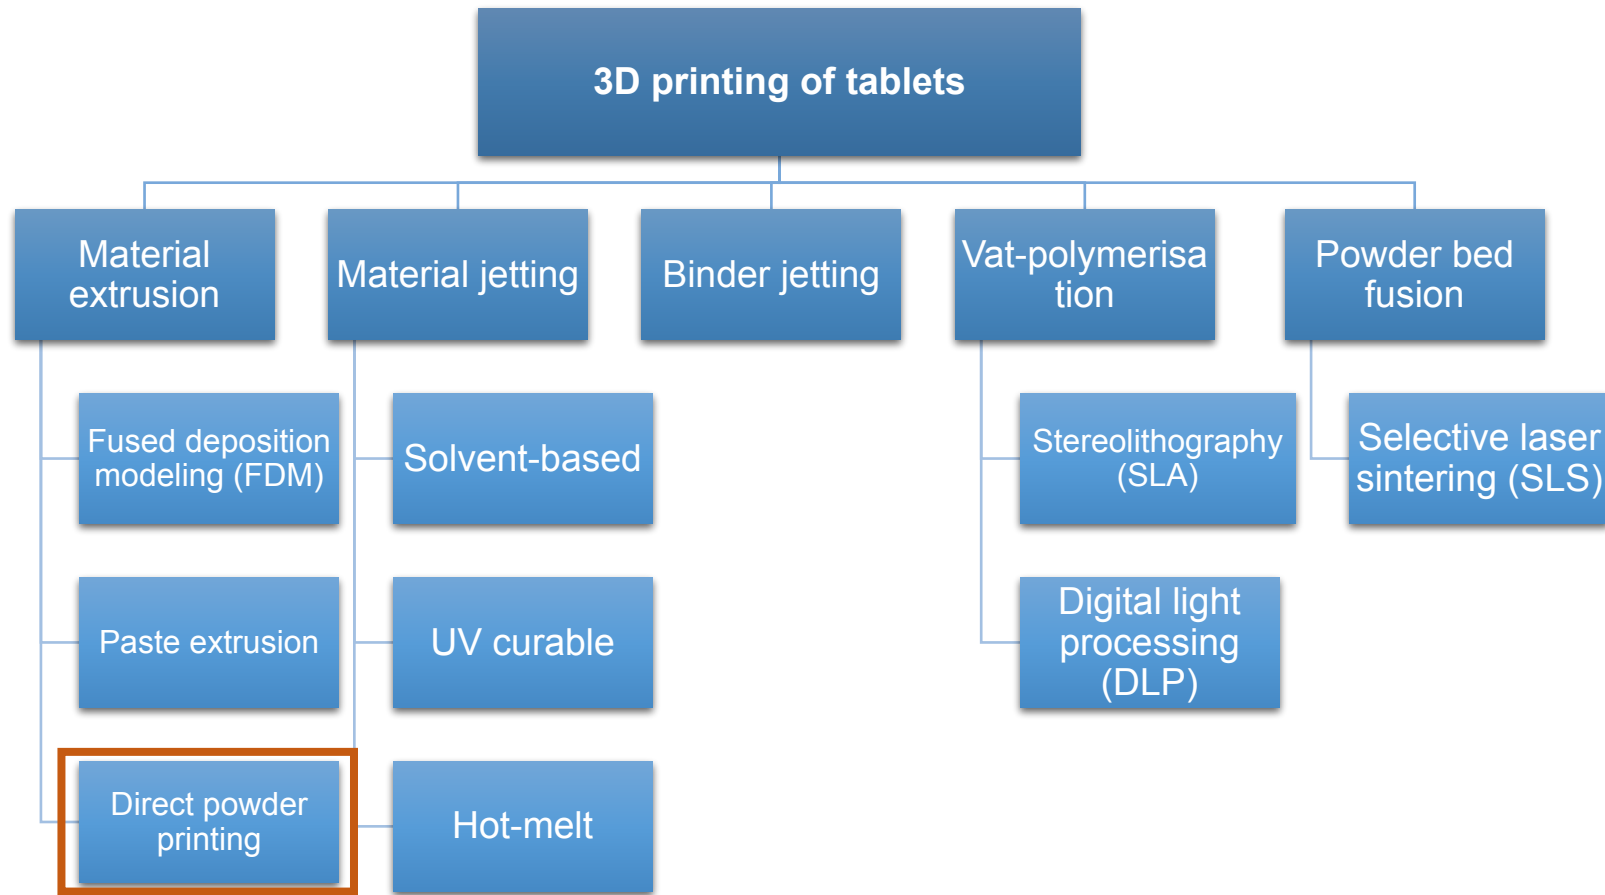 3D printing of tablets
Material
extrusion
Material jetting
Binder jetting
Vat-polymerisa
tion
Powder bed
fusion
Fused deposition
modeling (FDM)
Solvent-based
Stereolithography
(SLA)
Selective laser
sintering (SLS)
Paste extrusion
UV curable
Digital light
processing
(DLP)
Direct powder
printing
Hot-melt